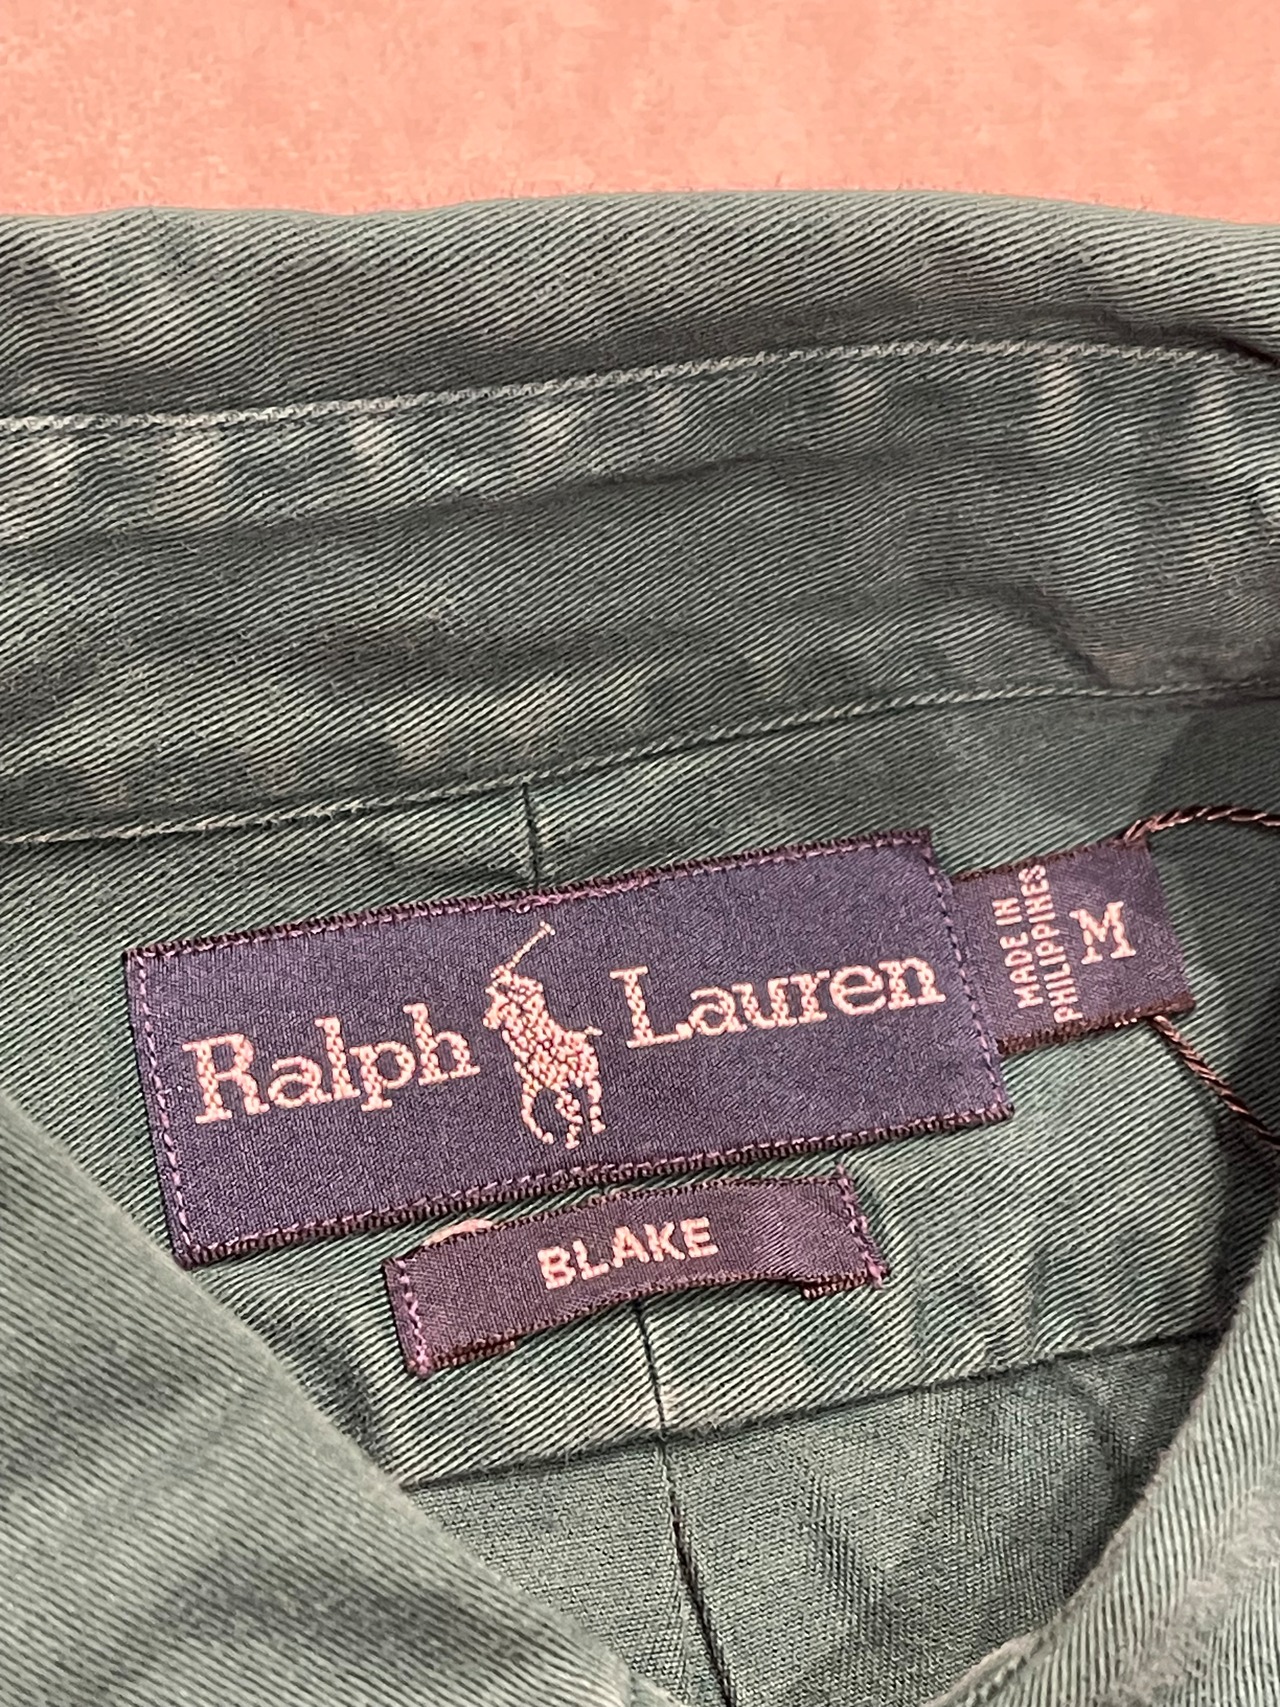 Ralph Lauren
MADE IN
PHILIPPINES
M
BLAKE